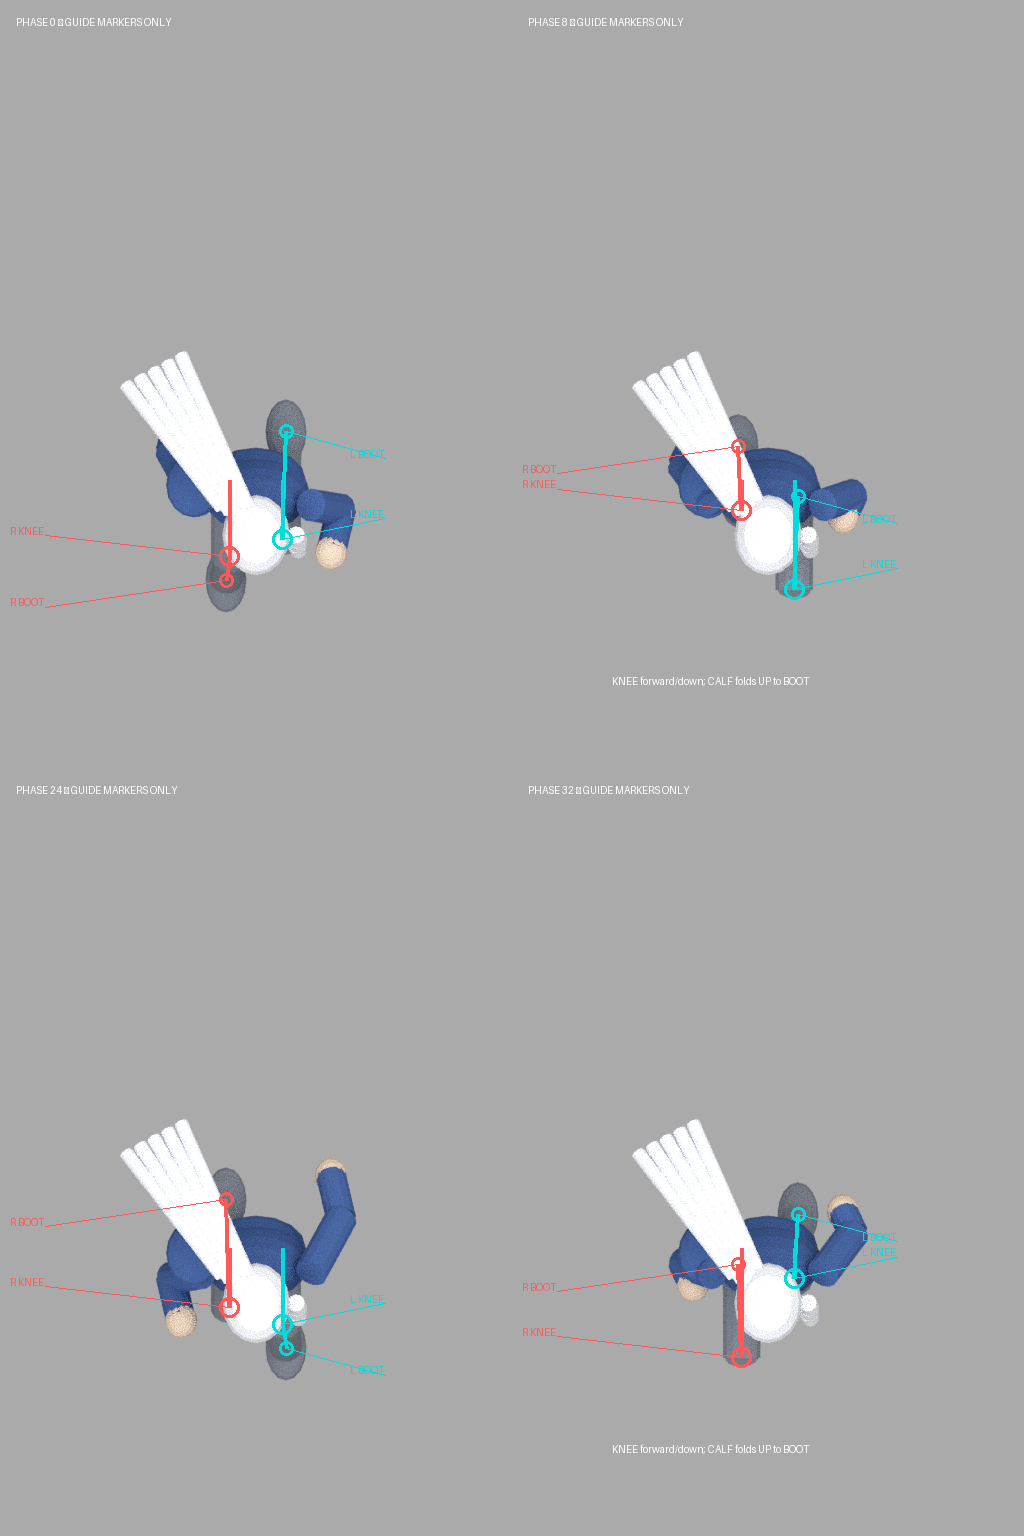 PHASE 0 ▯ GUIDE MARKERS ONLY
PHASE 8 ▯ GUIDE MARKERS ONLY
L BOOT
R BOOT
R KNEE
L KNEE
L BOOT
R KNEE
L KNEE
R BOOT
KNEE forward/down; CALF folds UP to BOOT
PHASE 24 ▯ GUIDE MARKERS ONLY
PHASE 32 ▯ GUIDE MARKERS ONLY
R BOOT
L BOOT
L KNEE
R KNEE
R BOOT
L KNEE
R KNEE
L BOOT
KNEE forward/down; CALF folds UP to BOOT